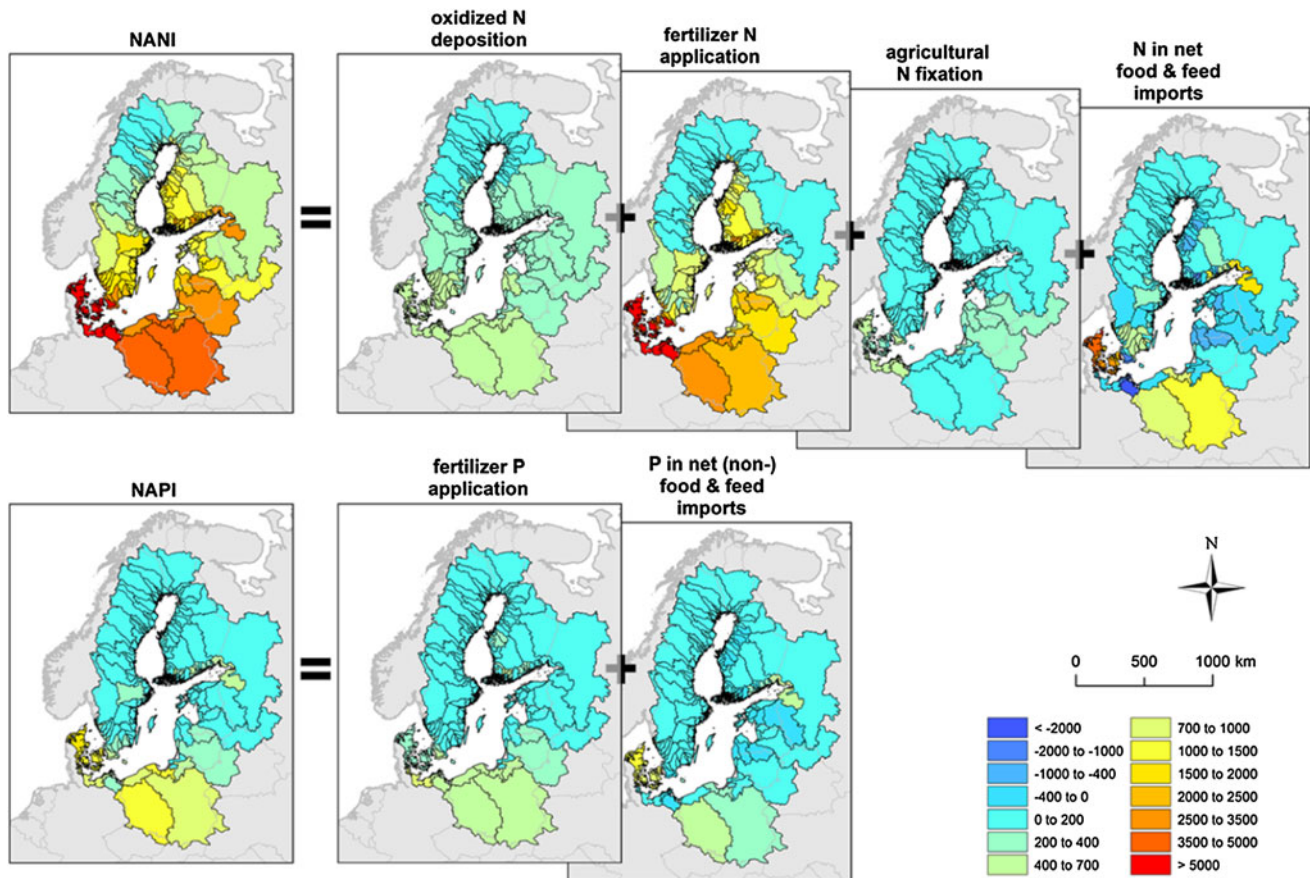 NANI
oxidized N
deposition
fertilizer N
application
agricultural
N fixation
N in net
food & feed
imports
=
+
+
+
NAPI
fertilizer P
application
P in net (non-)
food & feed
imports
=
+
N
0 500 1000 km
< -2000
-2000 to -1000
-1000 to -400
-400 to 0
0 to 200
200 to 400
400 to 700
700 to 1000
1000 to 1500
1500 to 2000
2000 to 2500
2500 to 3500
3500 to 5000
> 5000